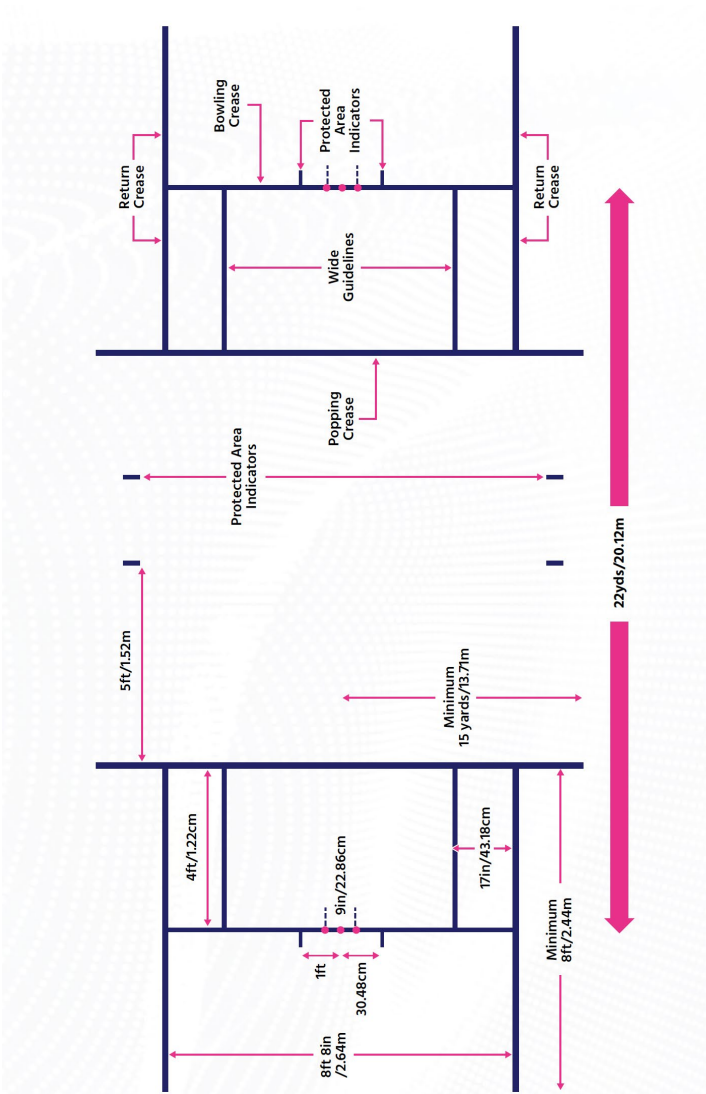 Bowling
Crease
Protected
Area
Indicators
Return
Crease
Return
Crease
Wide
Guidelines
Popping
Crease
Protected Area
Indicators
22yds/20.12m
5ft/1.52m
Minimum
15 yards/13.71m
4ft/1.22cm
9in/22.86cm
17in/43.18cm
Minimum
8ft/2.44m
1ft
30.48cm
8ft 8in
/2.64m